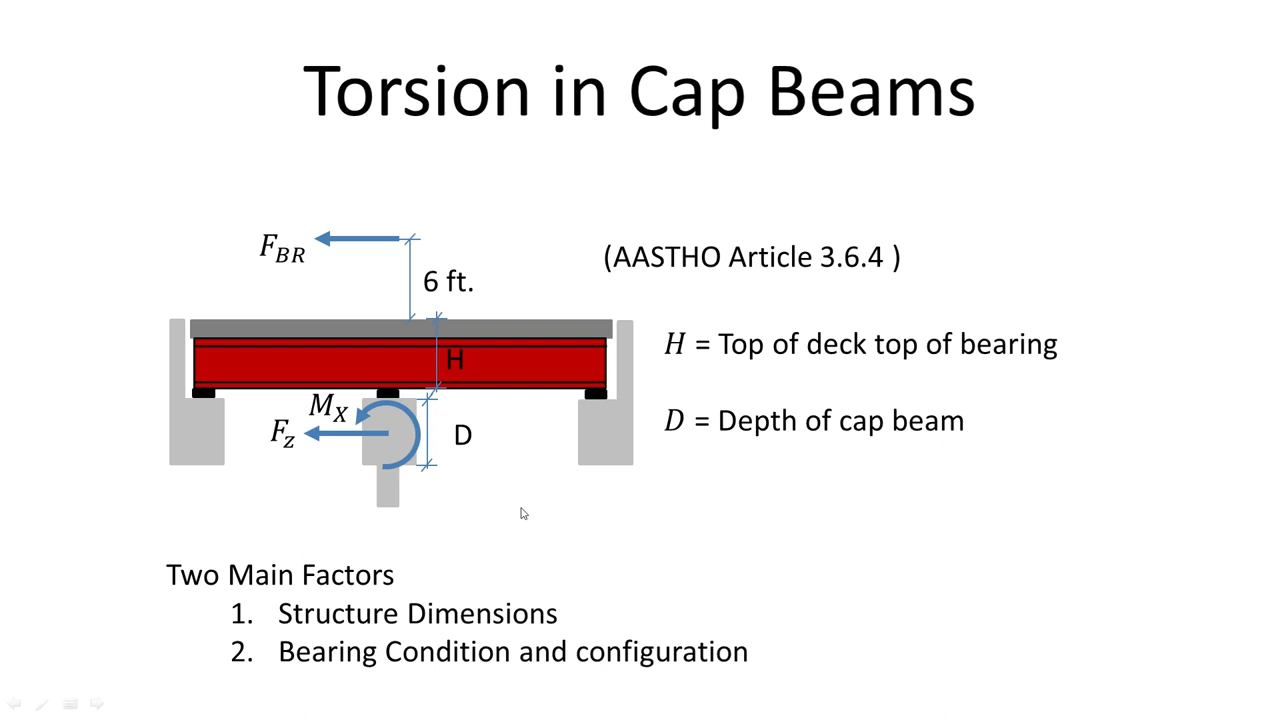 Torsion in Cap Beams
F_BR
6 ft.
(AASTHO Article 3.6.4 )
H
H = Top of deck top of bearing
M_X
F_z
D
D = Depth of cap beam
Two Main Factors
1. Structure Dimensions
2. Bearing Condition and configuration